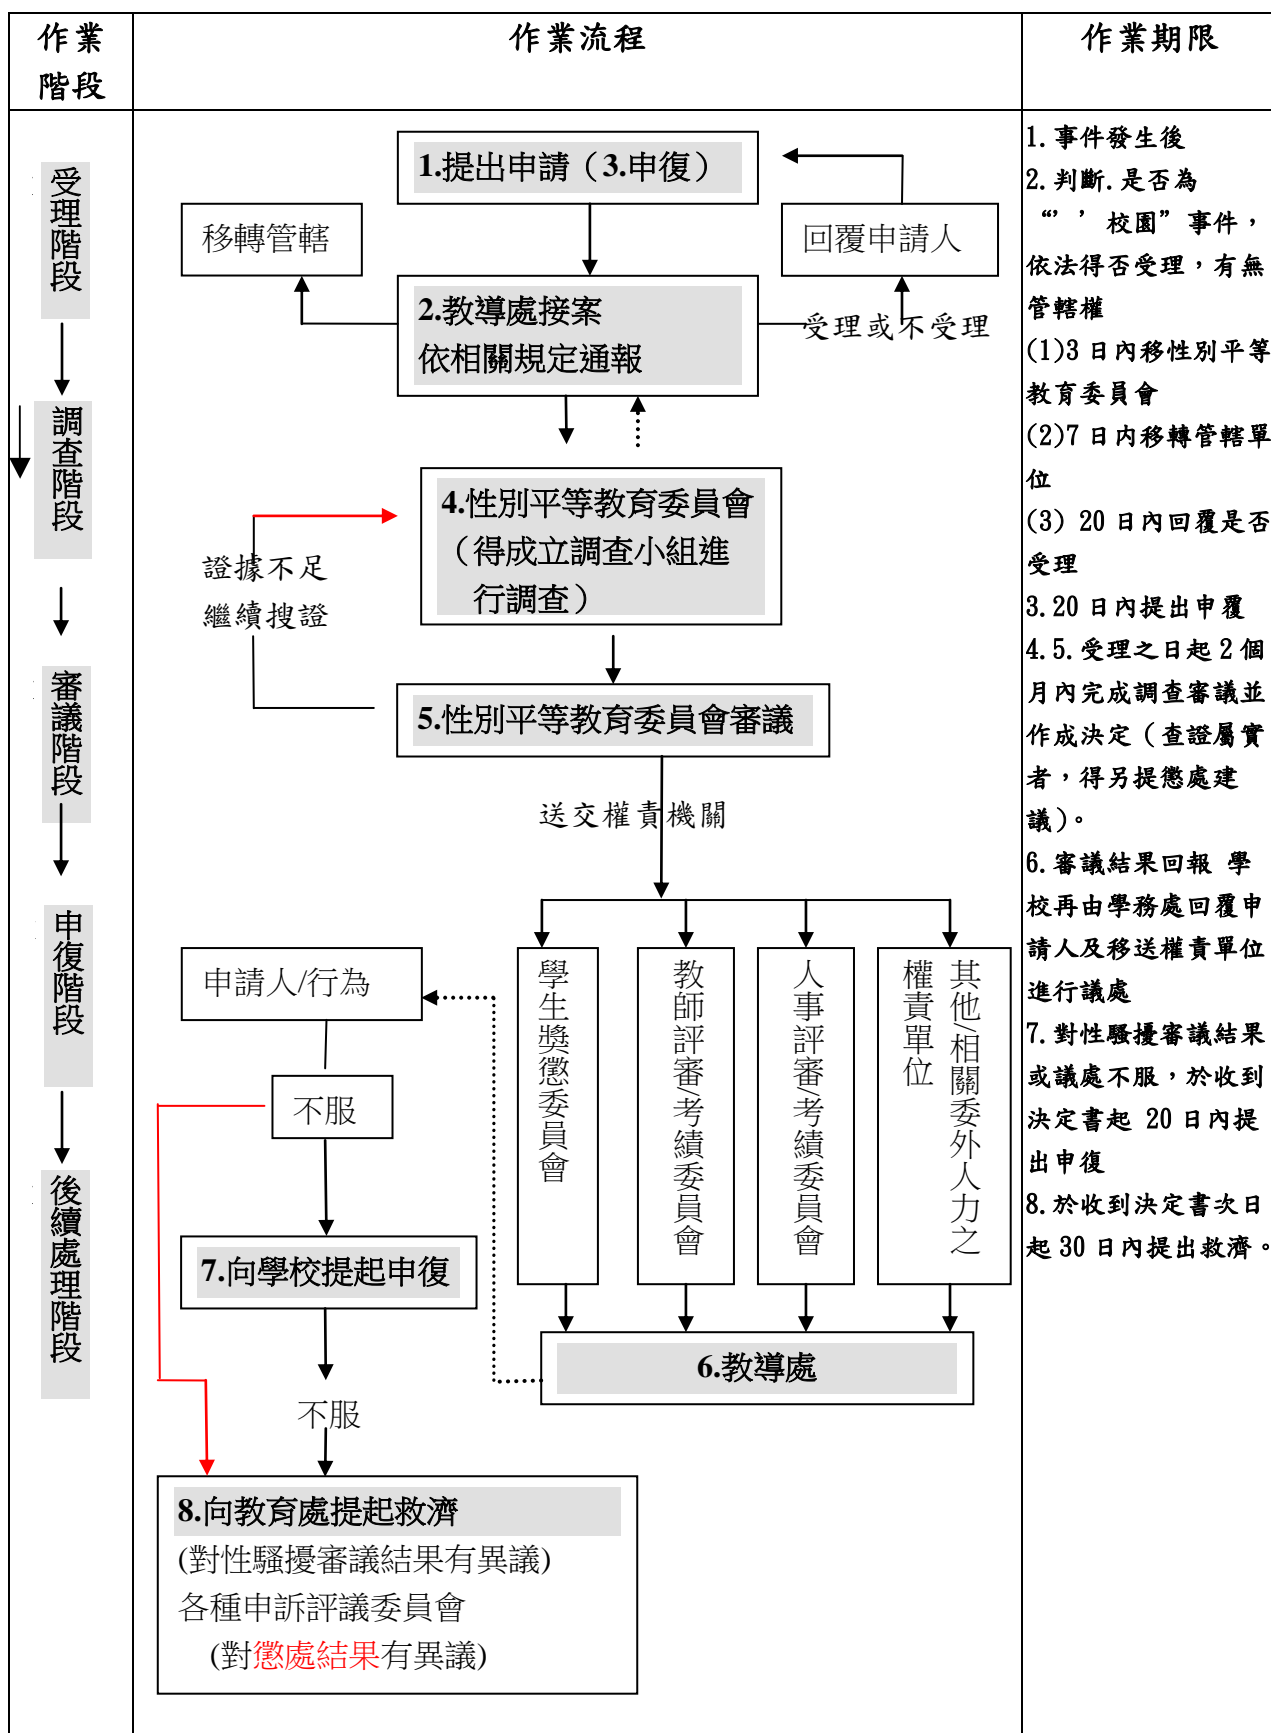 作業
階段
作業流程
作業期限
受理階段
調查階段
審議階段
申復階段
後續處理階段
1.提出申請（3.申復）
移轉管轄
回覆申請人
2.教導處接案
依相關規定通報
受理或不受理
4.性別平等教育委員會
（得成立調查小組進
行調查）
證據不足
繼續搜證
5.性別平等教育委員會審議
送交權責機關
學生獎懲委員會
教師評審/考績委員會
人事評審/考績委員會
其他/相關委外人力之
權責單位
申請人/行為
不服
7.向學校提起申復
6.教導處
不服
8.向教育處提起救濟
(對性騷擾審議結果有異議)
各種申訴評議委員會
(對懲處結果有異議)
1.事件發生後
2.判斷.是否為
“’’校園”事件，
依法得否受理，有無
管轄權
(1)3 日內移性別平等
教育委員會
(2)7 日內移轉管轄單
位
(3) 20 日內回覆是否
受理
3.20 日內提出申覆
4.5.受理之日起 2 個
月內完成調查審議並
作成決定（查證屬實
者，得另提懲處建
議)。
6.審議結果回報 學
校再由學務處回覆申
請人及移送權責單位
進行議處
7.對性騷擾審議結果
或議處不服，於收到
決定書起 20 日內提
出申復
8.於收到決定書次日
起 30 日內提出救濟。